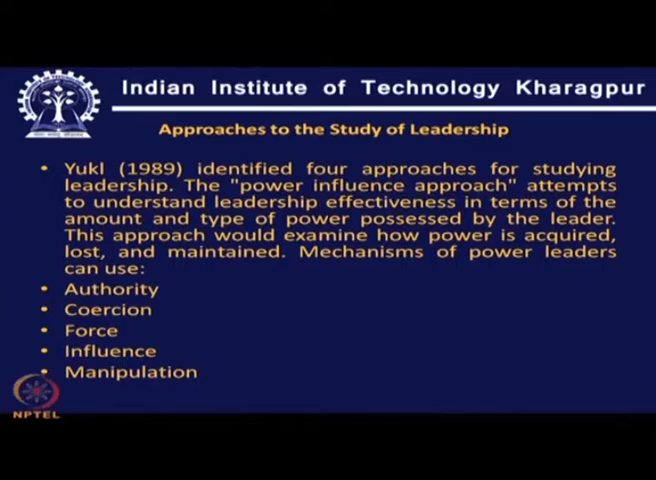 Indian Institute of Technology Kharagpur
Approaches to the Study of Leadership
• Yukl (1989) identified four approaches for studying
leadership. The "power influence approach" attempts
to understand leadership effectiveness in terms of the
amount and type of power possessed by the leader.
This approach would examine how power is acquired,
lost, and maintained. Mechanisms of power leaders
can use:
• Authority
• Coercion
• Force
• Influence
• Manipulation
NPTEL